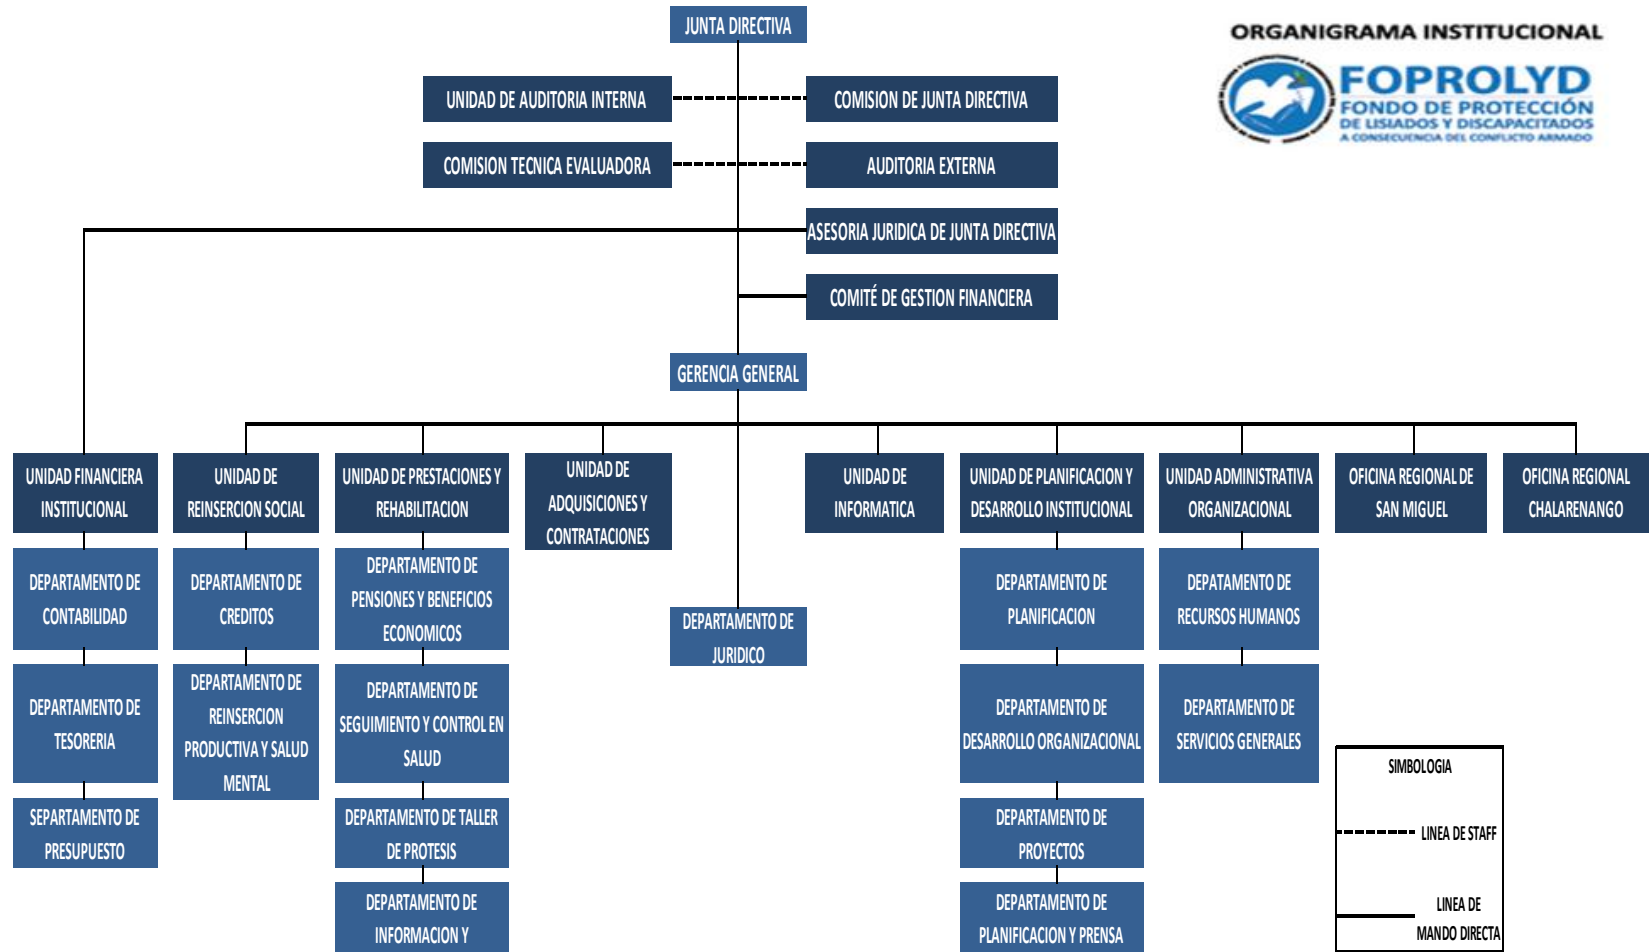 JUNTA DIRECTIVA
ORGANIGRAMA INSTITUCIONAL
FOPROLYD
FONDO DE PROTECCIÓN
DE LISIADOS Y DISCAPACITADOS
A CONSECUENCIA DEL CONFLICTO ARMADO
UNIDAD DE AUDITORIA INTERNA
COMISION DE JUNTA DIRECTIVA
COMISION TECNICA EVALUADORA
AUDITORIA EXTERNA
ASESORIA JURIDICA DE JUNTA DIRECTIVA
COMITÉ DE GESTION FINANCIERA
GERENCIA GENERAL
UNIDAD FINANCIERA
INSTITUCIONAL
UNIDAD DE
REINSERCION SOCIAL
UNIDAD DE PRESTACIONES Y
REHABILITACION
UNIDAD DE
ADQUISICIONES Y
CONTRATACIONES
UNIDAD DE
INFORMATICA
UNIDAD DE PLANIFICACION Y
DESARROLLO INSTITUCIONAL
UNIDAD ADMINISTRATIVA
ORGANIZACIONAL
OFICINA REGIONAL DE
SAN MIGUEL
OFICINA REGIONAL
CHALARENANGO
DEPARTAMENTO DE
CONTABILIDAD
DEPARTAMENTO DE
CREDITOS
DEPARTAMENTO DE
PENSIONES Y BENEFICIOS
ECONOMICOS
DEPARTAMENTO DE
JURIDICO
DEPARTAMENTO DE
PLANIFICACION
DEPATAMENTO DE
RECURSOS HUMANOS
DEPARTAMENTO DE
TESORERIA
DEPARTAMENTO DE
REINSERCION
PRODUCTIVA Y SALUD
MENTAL
DEPARTAMENTO DE
SEGUIMIENTO Y CONTROL EN
SALUD
DEPARTAMENTO DE
DESARROLLO ORGANIZACIONAL
DEPARTAMENTO DE
SERVICIOS GENERALES
SEPARTAMENTO DE
PRESUPUESTO
DEPARTAMENTO DE TALLER
DE PROTESIS
DEPARTAMENTO DE
PROYECTOS
DEPARTAMENTO DE
INFORMACION Y
DEPARTAMENTO DE
PLANIFICACION Y PRENSA
SIMBOLOGIA
LINEA DE STAFF
LINEA DE
MANDO DIRECTA